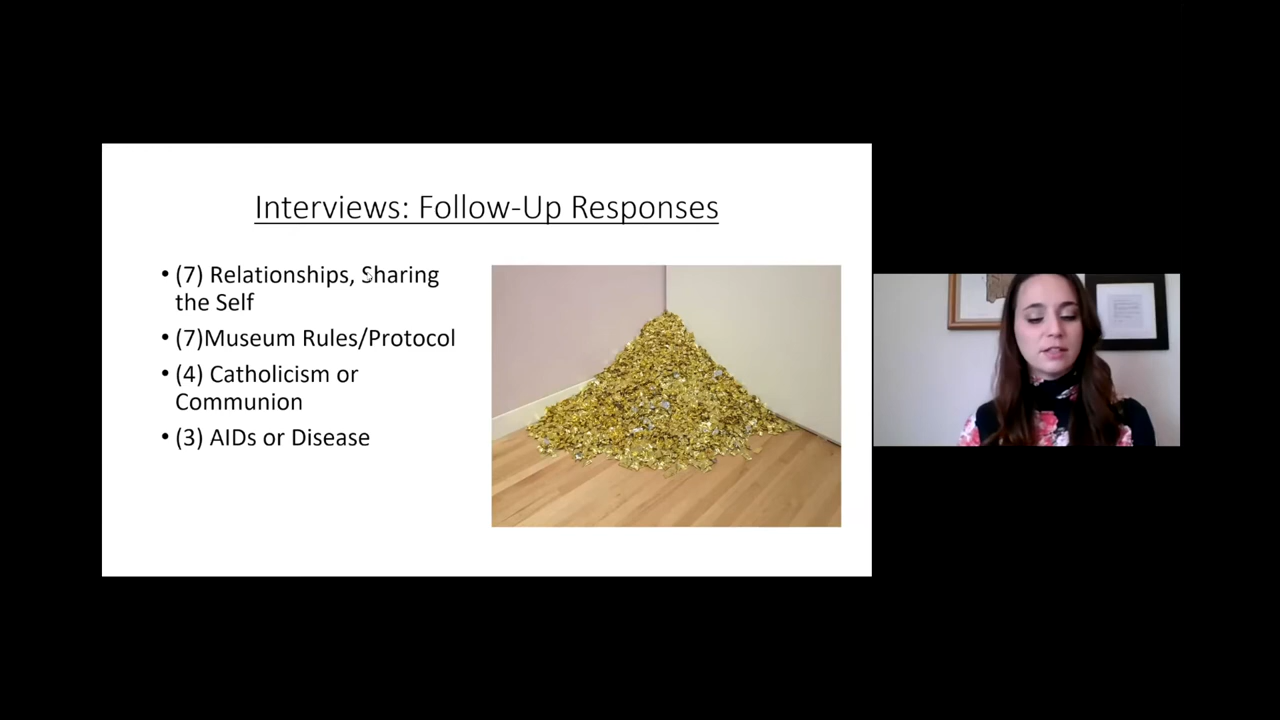 Interviews: Follow-Up Responses
• (7) Relationships, Sharing
the Self
• (7)Museum Rules/Protocol
• (4) Catholicism or
Communion
• (3) AIDs or Disease